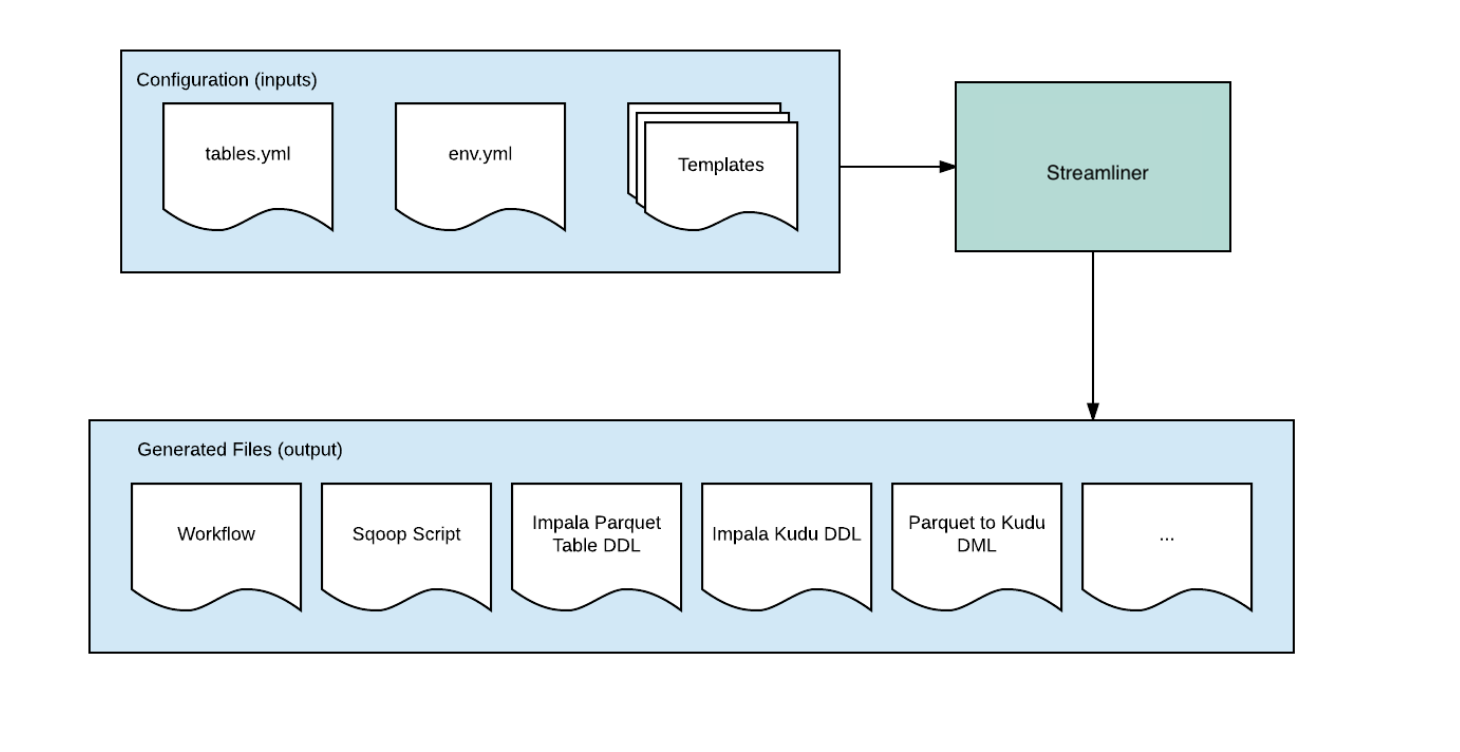 Configuration (inputs)
tables.yml
env.yml
Templates
Streamliner
Generated Files (output)
Workflow
Sqoop Script
Impala Parquet
Table DDL
Impala Kudu DDL
Parquet to Kudu
DML
...